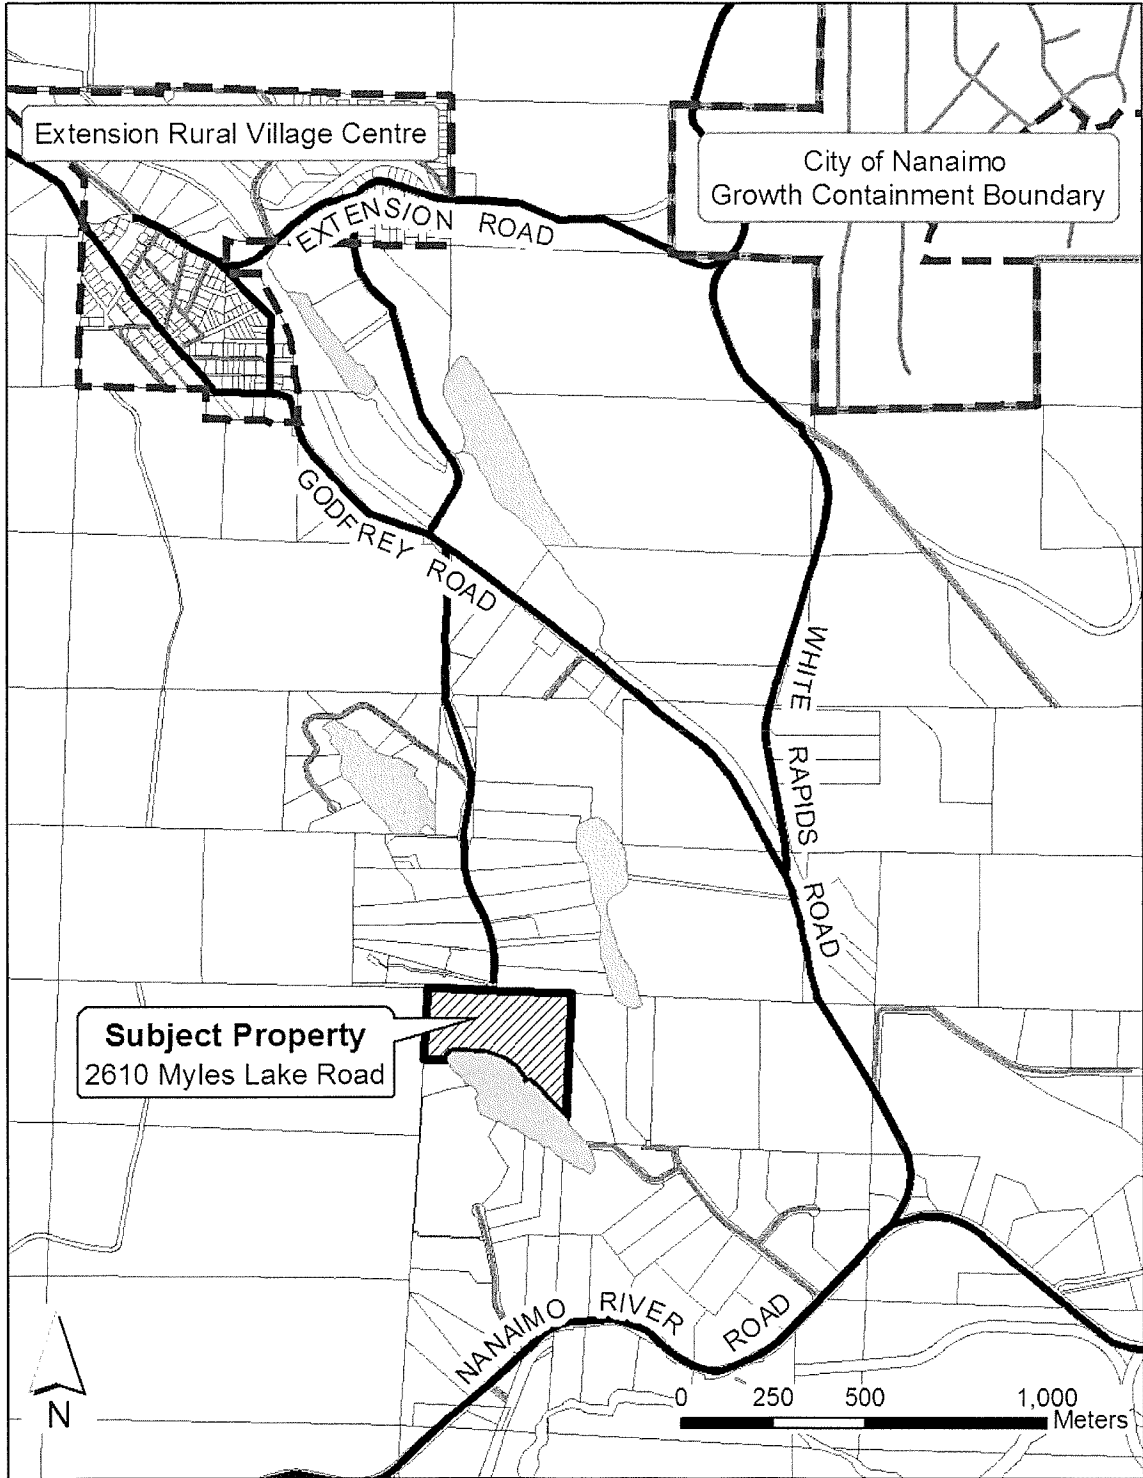 Extension Rural Village Centre
City of Nanaimo
Growth Containment Boundary
EXTENSION ROAD
GODFREY ROAD
WHITE RAPIDS ROAD
Subject Property
2610 Myles Lake Road
NANAIMO RIVER ROAD
N
0 250 500 1,000
Meters